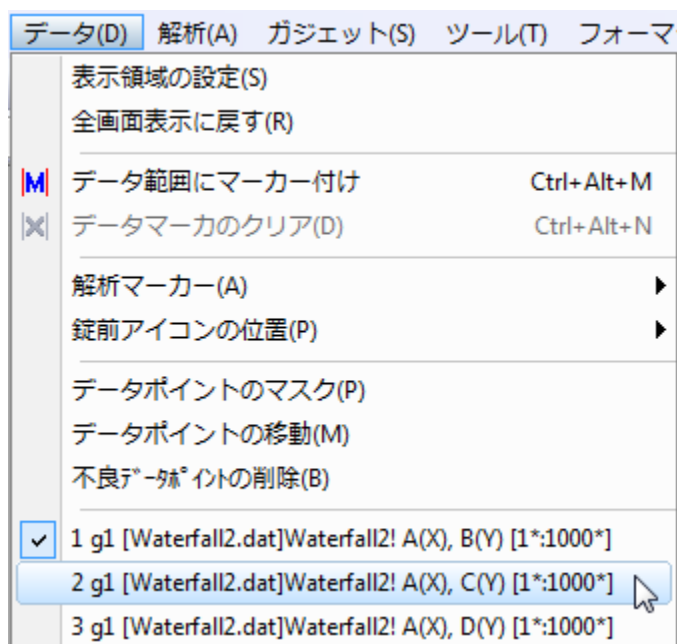 データ(D) 解析(A) ガジェット(S) ツール(T) フォーマ
表示領域の設定(S)
全画面表示に戻す(R)
M データ範囲にマーカー付け Ctrl+Alt+M
データマーカのクリア(D) Ctrl+Alt+N
解析マーカー(A)
錠前アイコンの位置(P)
データポイントのマスク(P)
データポイントの移動(M)
不良ﾃﾞｰﾀﾎﾟｲﾝﾄの削除(B)
1 g1 [Waterfall2.dat]Waterfall2! A(X), B(Y) [1*:1000*]
2 g1 [Waterfall2.dat]Waterfall2! A(X), C(Y) [1*:1000*]
3 g1 [Waterfall2.dat]Waterfall2! A(X), D(Y) [1*:1000*]